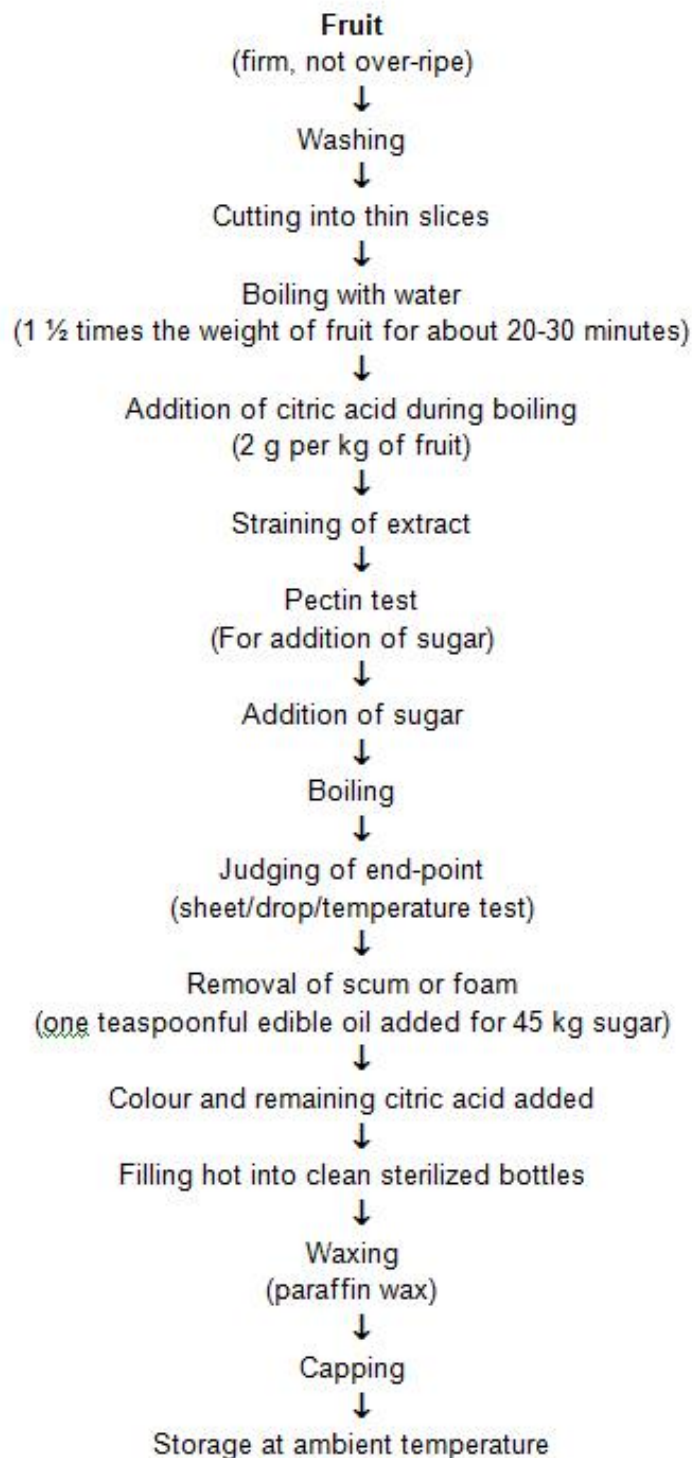 Fruit
(firm, not over-ripe)
↓
Washing
↓
Cutting into thin slices
↓
Boiling with water
(1 ½ times the weight of fruit for about 20-30 minutes)
↓
Addition of citric acid during boiling
(2 g per kg of fruit)
↓
Straining of extract
↓
Pectin test
(For addition of sugar)
↓
Addition of sugar
↓
Boiling
↓
Judging of end-point
(sheet/drop/temperature test)
↓
Removal of scum or foam
(one teaspoonful edible oil added for 45 kg sugar)
↓
Colour and remaining citric acid added
↓
Filling hot into clean sterilized bottles
↓
Waxing
(paraffin wax)
↓
Capping
↓
Storage at ambient temperature